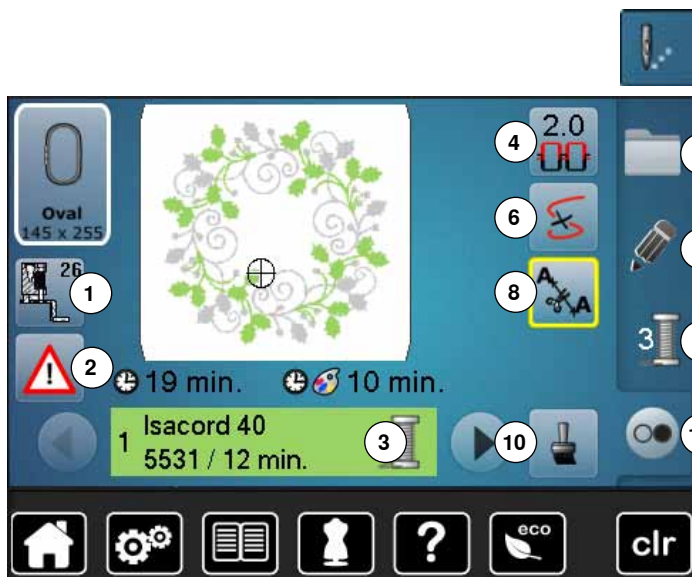 2.0
4
Oval
145 x 255
6
26
1
8
A A
2
3
19 min.
10 min.
1 Isacord 40
5531 / 12 min.
3
10
?
eco
clr